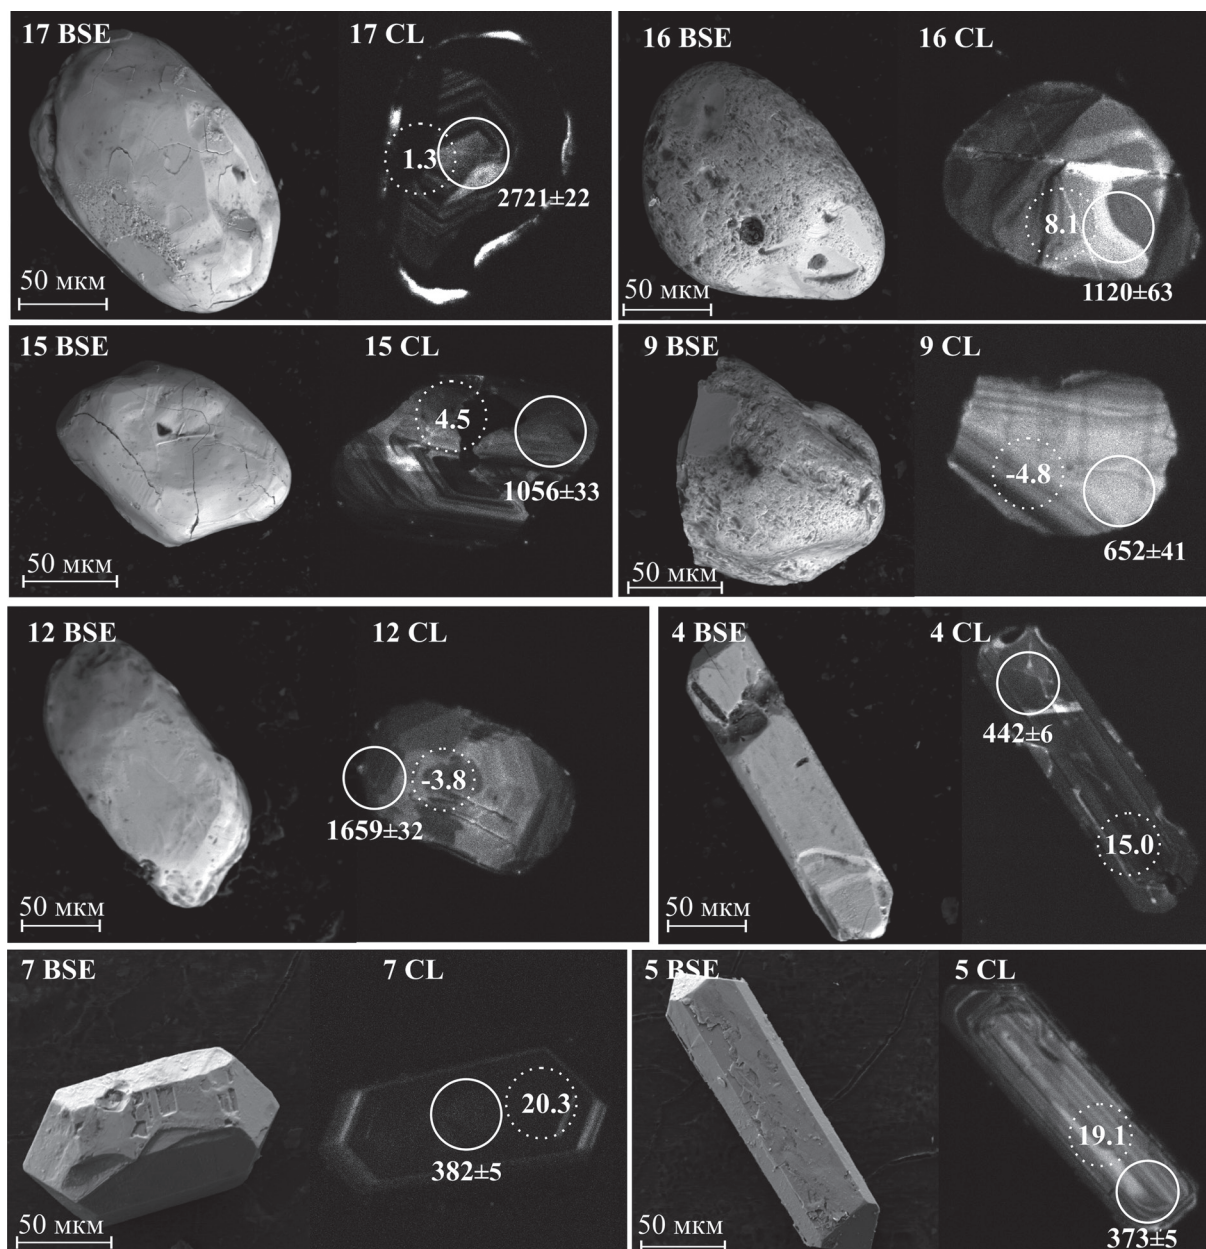 17 BSE
17 CL
1.3
2721±22
50 мкм
16 BSE
16 CL
8.1
1120±63
50 мкм
15 BSE
15 CL
4.5
1056±33
50 мкм
9 BSE
9 CL
-4.8
652±41
50 мкм
12 BSE
12 CL
-3.8
1659±32
50 мкм
4 BSE
4 CL
442±6
15.0
50 мкм
7 BSE
7 CL
20.3
382±5
50 мкм
5 BSE
5 CL
19.1
373±5
50 мкм